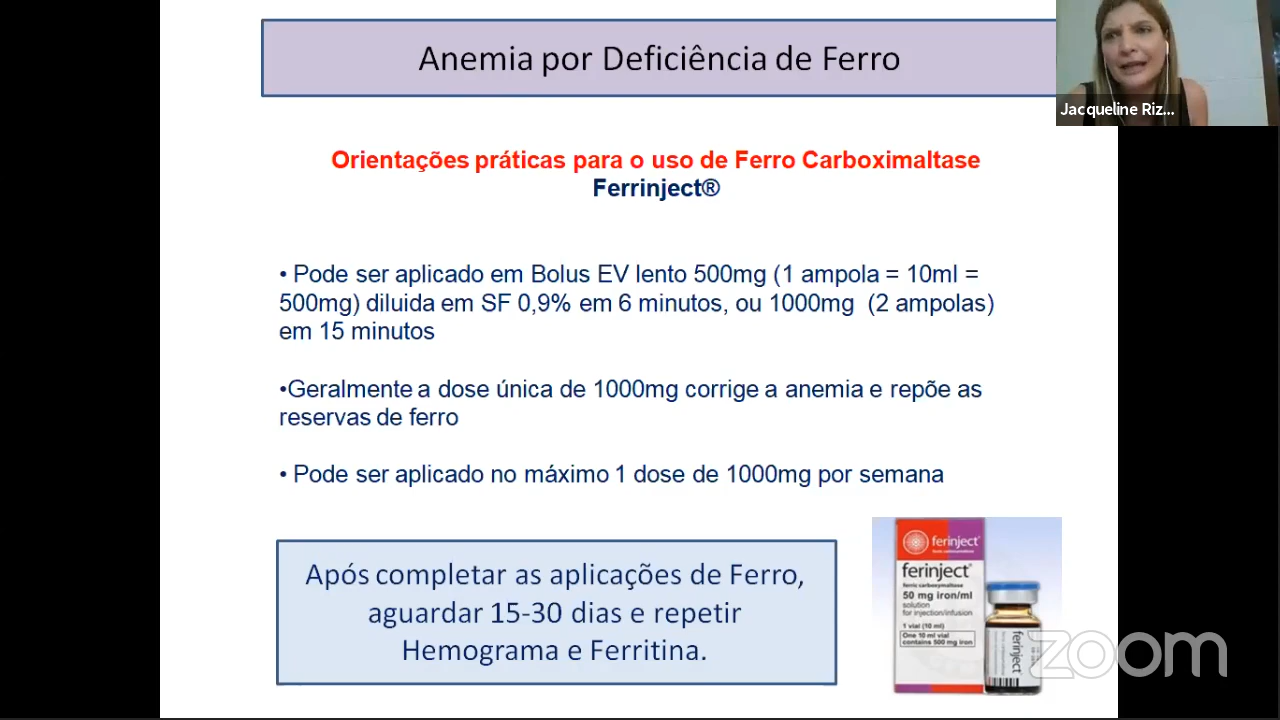 Anemia por Deficiência de Ferro
Jacqueline Riz...
Orientações práticas para o uso de Ferro Carboximaltase
Ferrinject®
• Pode ser aplicado em Bolus EV lento 500mg (1 ampola = 10ml =
500mg) diluida em SF 0,9% em 6 minutos, ou 1000mg (2 ampolas)
em 15 minutos
•Geralmente a dose única de 1000mg corrige a anemia e repõe as
reservas de ferro
• Pode ser aplicado no máximo 1 dose de 1000mg por semana
Após completar as aplicações de Ferro,
aguardar 15-30 dias e repetir
Hemograma e Ferritina.
ferinject®
ferric carboxymaltose
ferinject®
ferric carboxymaltose
50 mg iron/ml
solution
for injection/infusion
1 vial (10 ml)
One 10 ml vial
contains 500 mg iron
ferinject®
zoom